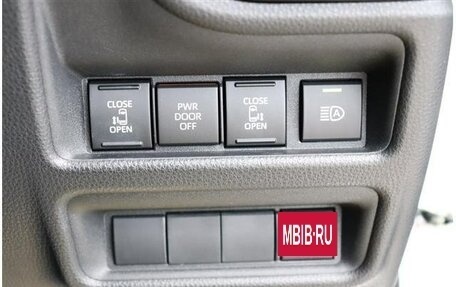 CLOSE
OPEN
PWR
DOOR
OFF
CLOSE
OPEN
A
MBIB·RU